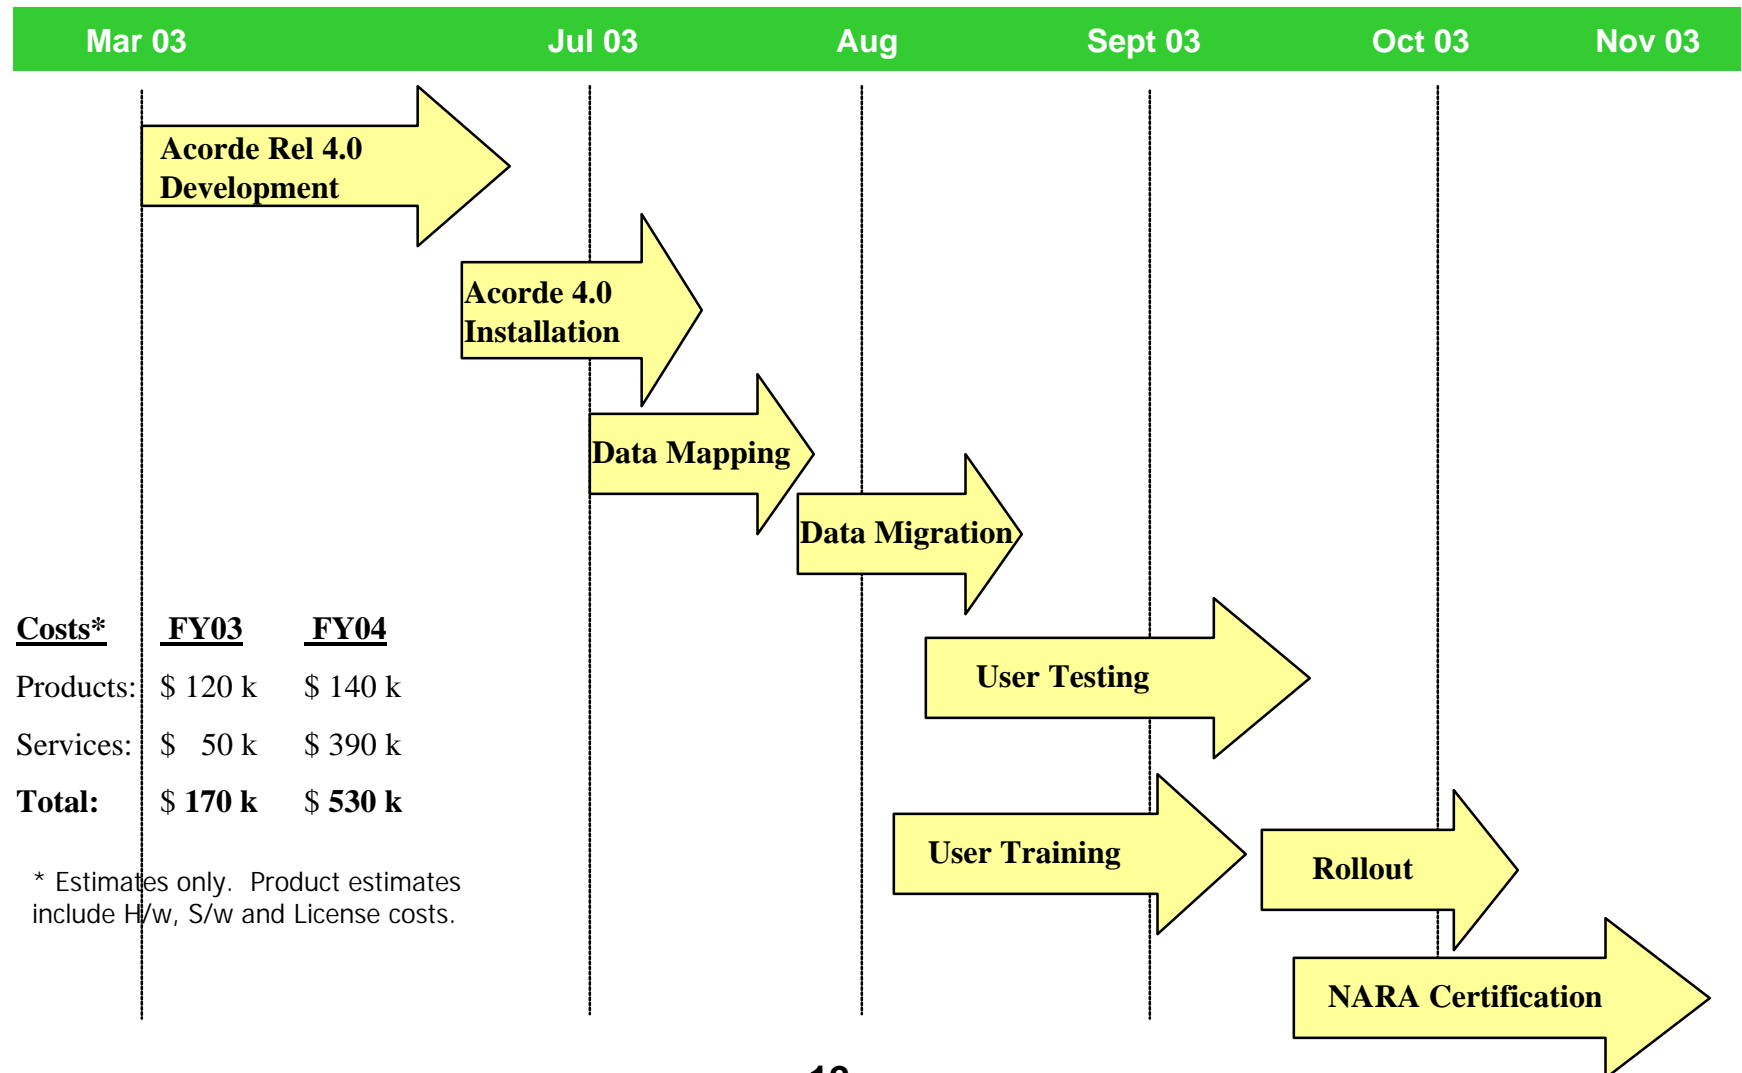 Mar 03 Jul 03 Aug Sept 03 Oct 03 Nov 03
Acorde Rel 4.0
Development
Acorde 4.0
Installation
Data Mapping
Data Migration
User Testing
User Training
Rollout
NARA Certification
Costs* FY03 FY04
Products: $ 120 k $ 140 k
Services: $ 50 k $ 390 k
Total: $ 170 k $ 530 k
* Estimates only. Product estimates
include H/w, S/w and License costs.